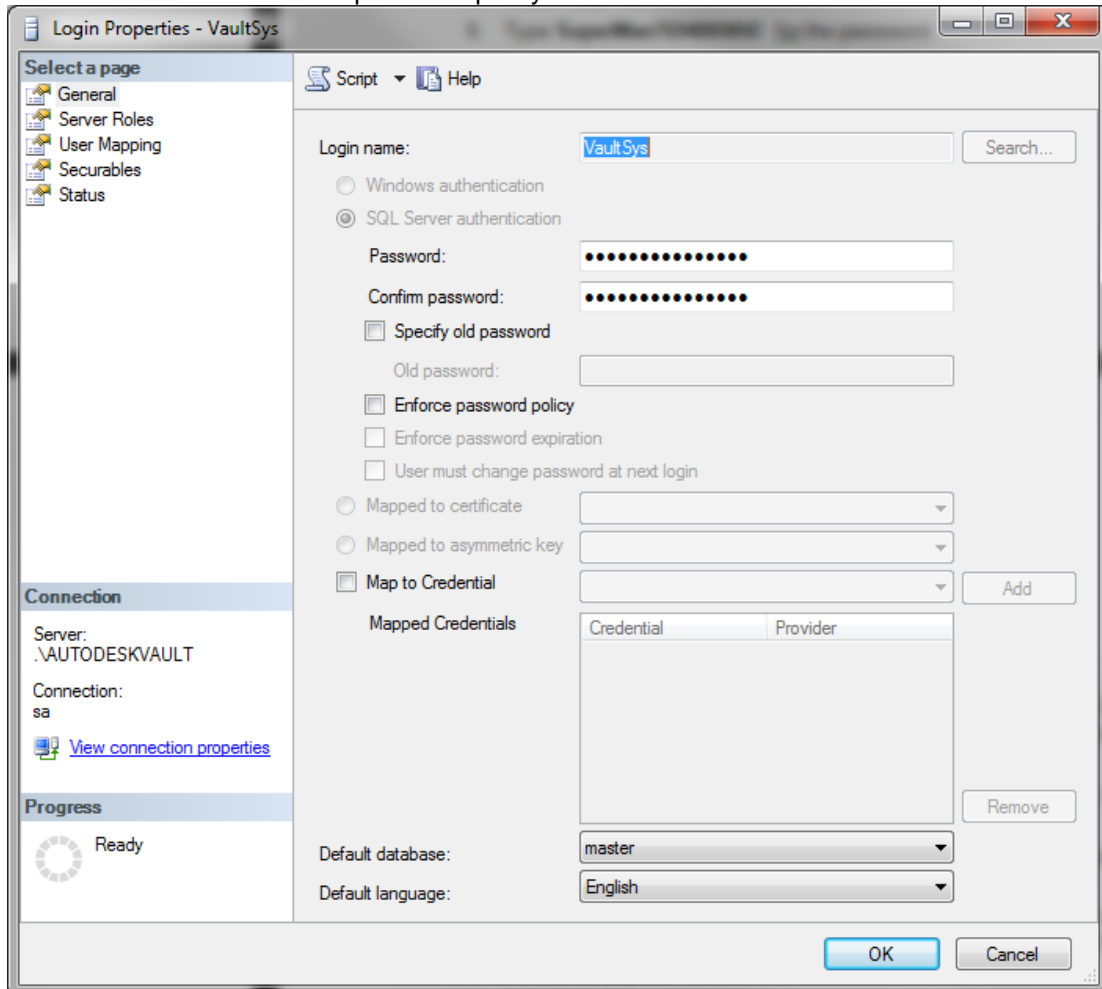 Login Properties - VaultSys
Select a page
General
Server Roles
User Mapping
Securables
Status
Script Help
Login name: VaultSys Search...
Windows authentication
SQL Server authentication
Password: ●●●●●●●●●●●●●●●
Confirm password: ●●●●●●●●●●●●●●●
Specify old password
Old password:
Enforce password policy
Enforce password expiration
User must change password at next login
Mapped to certificate
Mapped to asymmetric key
Map to Credential Add
Mapped Credentials Credential Provider
Remove
Default database: master
Default language: English
Connection
Server:
.\AUTODESKVAULT
Connection:
sa
View connection properties
Progress
Ready
OK Cancel